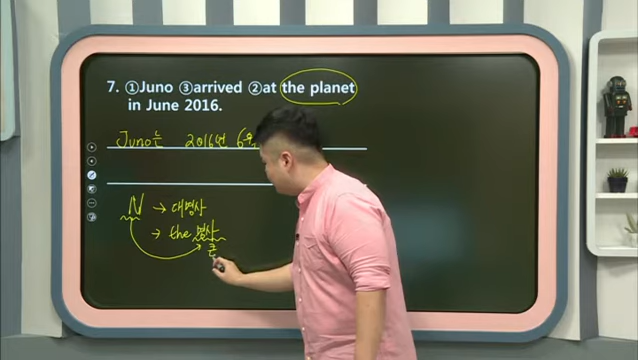 7. ①Juno ③arrived ②at the planet
in June 2016.
Juno는 2016년 6월
N → 대명사
→ the 명사
큰